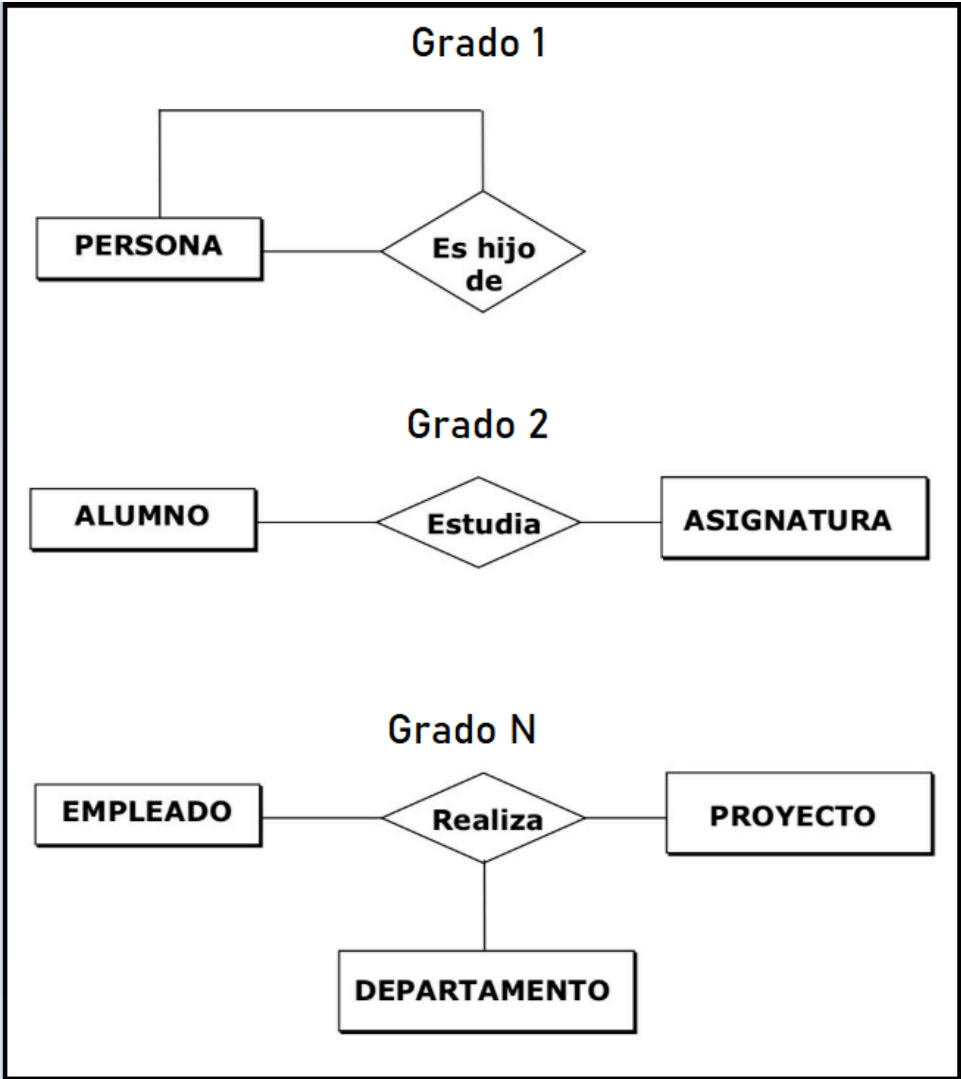 Grado 1
PERSONA
Es hijo
de
Grado 2
ALUMNO
Estudia
ASIGNATURA
Grado N
EMPLEADO
Realiza
PROYECTO
DEPARTAMENTO